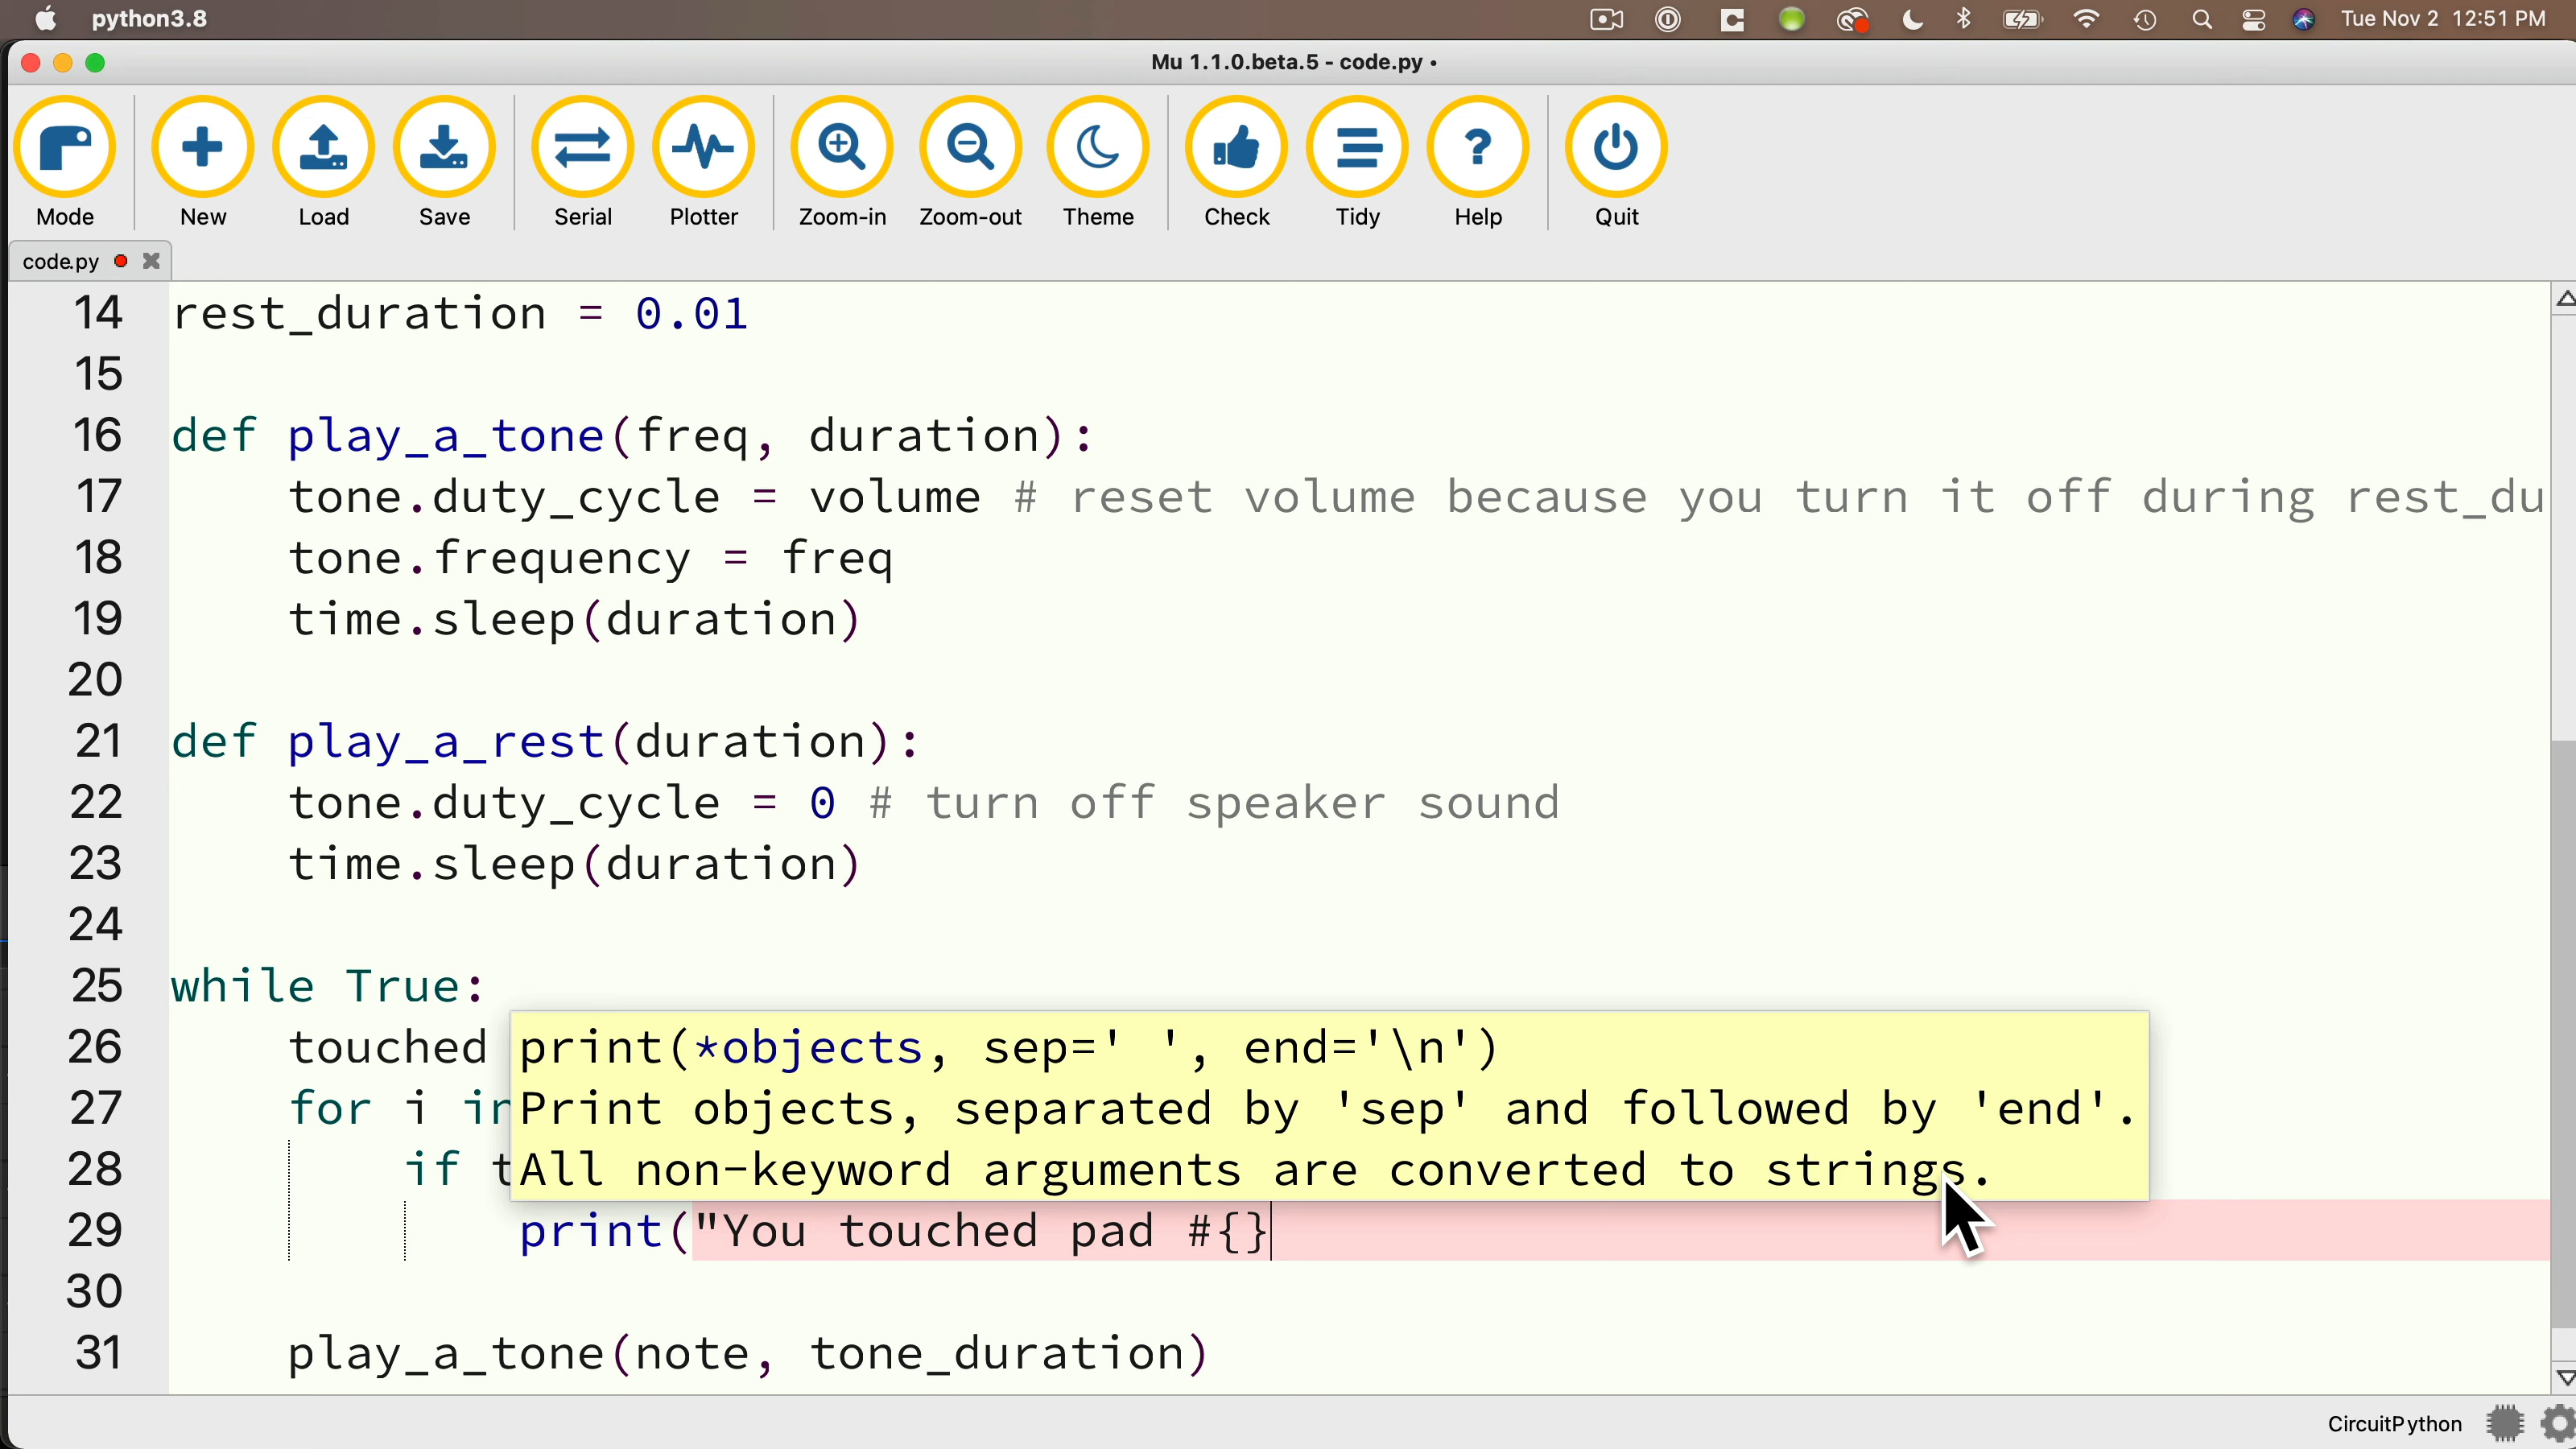 python3.8
Tue Nov 2 12:51 PM
Mu 1.1.0.beta.5 - code.py •
Mode New Load Save Serial Plotter Zoom-in Zoom-out Theme Check Tidy Help Quit
code.py
14 rest_duration = 0.01
15
16 def play_a_tone(freq, duration):
17 tone.duty_cycle = volume # reset volume because you turn it off during rest_du
18 tone.frequency = freq
19 time.sleep(duration)
20
21 def play_a_rest(duration):
22 tone.duty_cycle = 0 # turn off speaker sound
23 time.sleep(duration)
24
25 while True:
26 touched print(*objects, sep=' ', end='\n')
27 for i in Print objects, separated by 'sep' and followed by 'end'.
28 if t All non-keyword arguments are converted to strings.
29 print("You touched pad #{}
30
31 play_a_tone(note, tone_duration)
CircuitPython